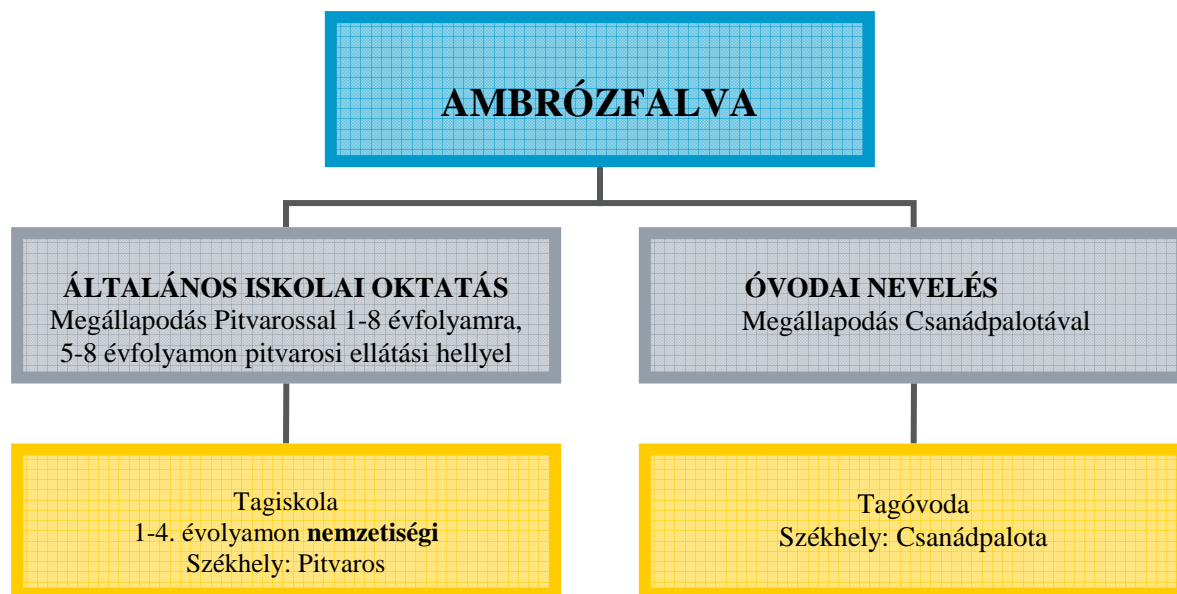 AMBRÓZFALVA
ÁLTALÁNOS ISKOLAI OKTATÁS
Megállapodás Pitvarossal 1-8 évfolyamra,
5-8 évfolyamon pitvarosi ellátási hellyel
ÓVODAI NEVELÉS
Megállapodás Csanádpalotával
Tagiskola
1-4. évolyamon nemzetiségi
Székhely: Pitvaros
Tagóvoda
Székhely: Csanádpalota